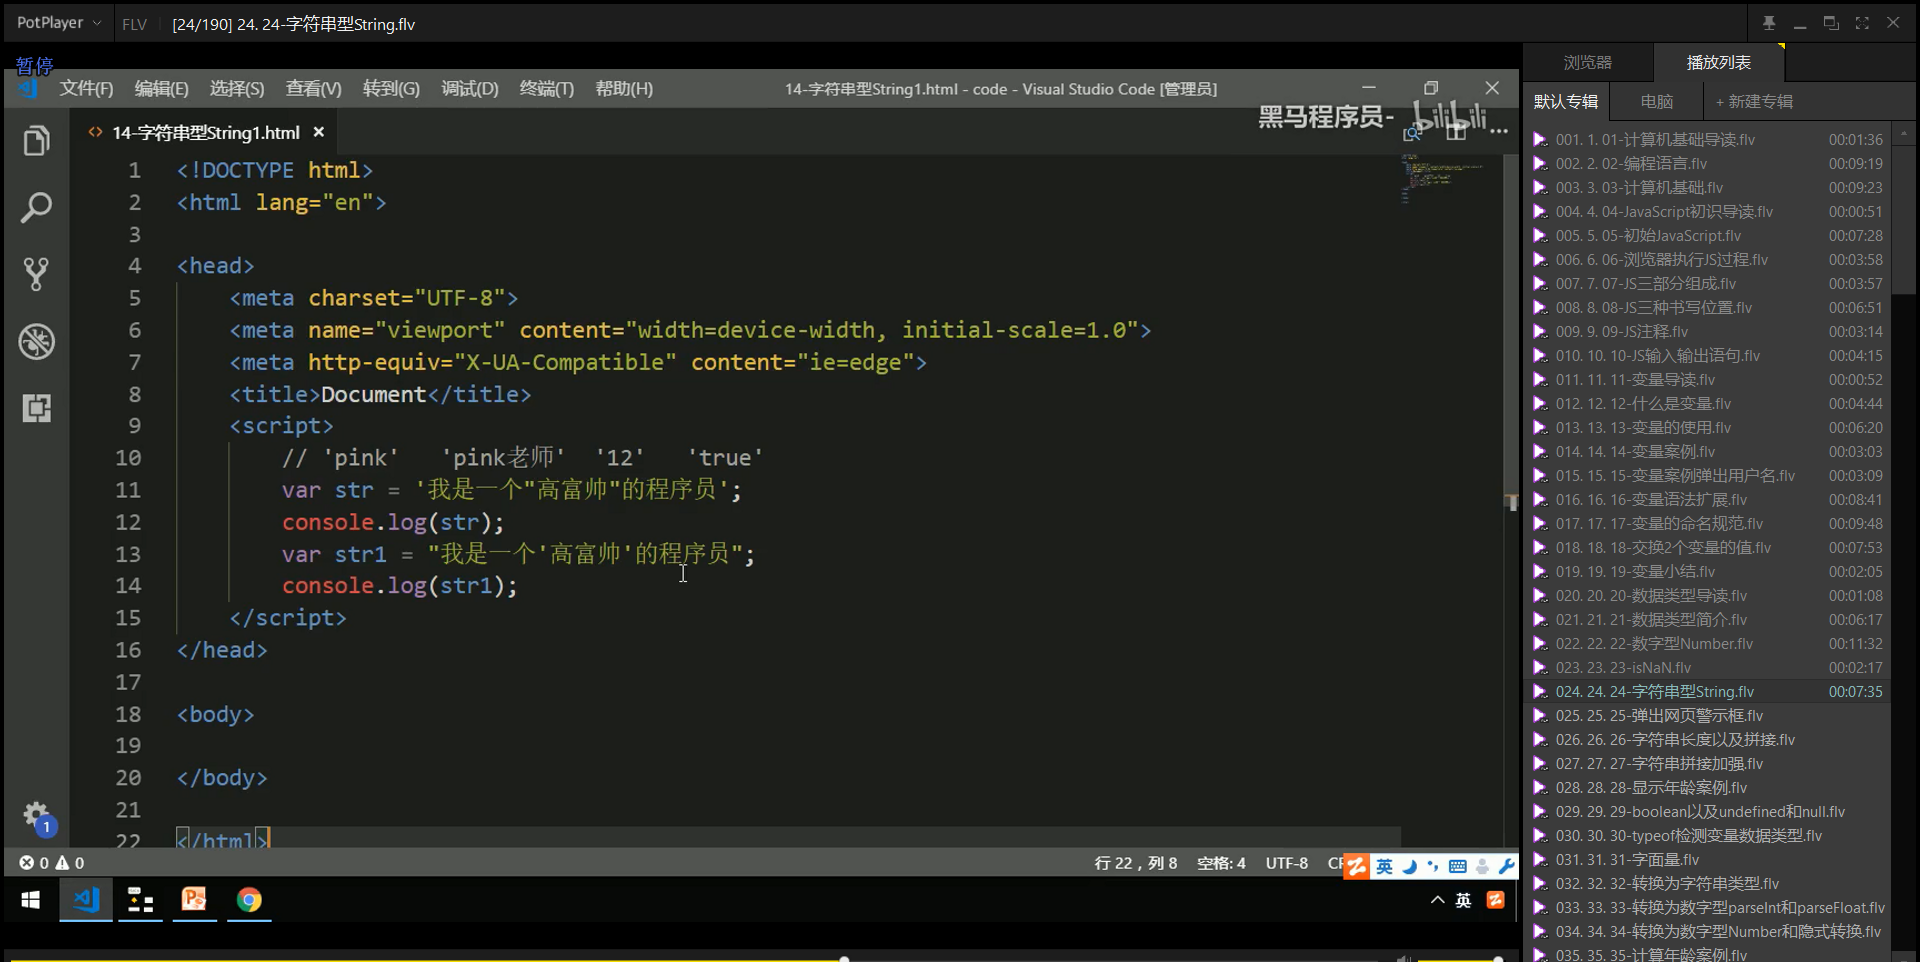 PotPlayer
FLV
[24/190] 24. 24-字符串型String.flv
暂停
文件(F) 编辑(E) 选择(S) 查看(V) 转到(G) 调试(D) 终端(T) 帮助(H)
14-字符串型String1.html - code - Visual Studio Code [管理员]
14-字符串型String1.html
黑马程序员-
bilibili
1 <!DOCTYPE html>
2 <html lang="en">
3
4 <head>
5 <meta charset="UTF-8">
6 <meta name="viewport" content="width=device-width, initial-scale=1.0">
7 <meta http-equiv="X-UA-Compatible" content="ie=edge">
8 <title>Document</title>
9 <script>
10 // 'pink' 'pink老师' '12' 'true'
11 var str = '我是一个"高富帅"的程序员';
12 console.log(str);
13 var str1 = "我是一个'高富帅'的程序员";
14 console.log(str1);
15 </script>
16 </head>
17
18 <body>
19
20 </body>
21
22 </html>
1
0 0
行 22，列 8 空格: 4 UTF-8
英
英
浏览器 播放列表
默认专辑 电脑 + 新建专辑
001. 1. 01-计算机基础导读.flv 00:01:36
002. 2. 02-编程语言.flv 00:09:19
003. 3. 03-计算机基础.flv 00:09:23
004. 4. 04-JavaScript初识导读.flv 00:00:51
005. 5. 05-初始JavaScript.flv 00:07:28
006. 6. 06-浏览器执行JS过程.flv 00:03:58
007. 7. 07-JS三部分组成.flv 00:03:57
008. 8. 08-JS三种书写位置.flv 00:06:51
009. 9. 09-JS注释.flv 00:03:14
010. 10. 10-JS输入输出语句.flv 00:04:15
011. 11. 11-变量导读.flv 00:00:52
012. 12. 12-什么是变量.flv 00:04:44
013. 13. 13-变量的使用.flv 00:06:20
014. 14. 14-变量案例.flv 00:03:03
015. 15. 15-变量案例弹出用户名.flv 00:03:09
016. 16. 16-变量语法扩展.flv 00:08:41
017. 17. 17-变量的命名规范.flv 00:09:48
018. 18. 18-交换2个变量的值.flv 00:07:53
019. 19. 19-变量小结.flv 00:02:05
020. 20. 20-数据类型导读.flv 00:01:08
021. 21. 21-数据类型简介.flv 00:06:17
022. 22. 22-数字型Number.flv 00:11:32
023. 23. 23-isNaN.flv 00:02:17
024. 24. 24-字符串型String.flv 00:07:35
025. 25. 25-弹出网页警示框.flv
026. 26. 26-字符串长度以及拼接.flv
027. 27. 27-字符串拼接加强.flv
028. 28. 28-显示年龄案例.flv
029. 29. 29-boolean以及undefined和null.flv
030. 30. 30-typeof检测变量数据类型.flv
031. 31. 31-字面量.flv
032. 32. 32-转换为字符串类型.flv
033. 33. 33-转换为数字型parseInt和parseFloat.flv
034. 34. 34-转换为数字型Number和隐式转换.flv
035. 35. 35-计算年龄案例.flv